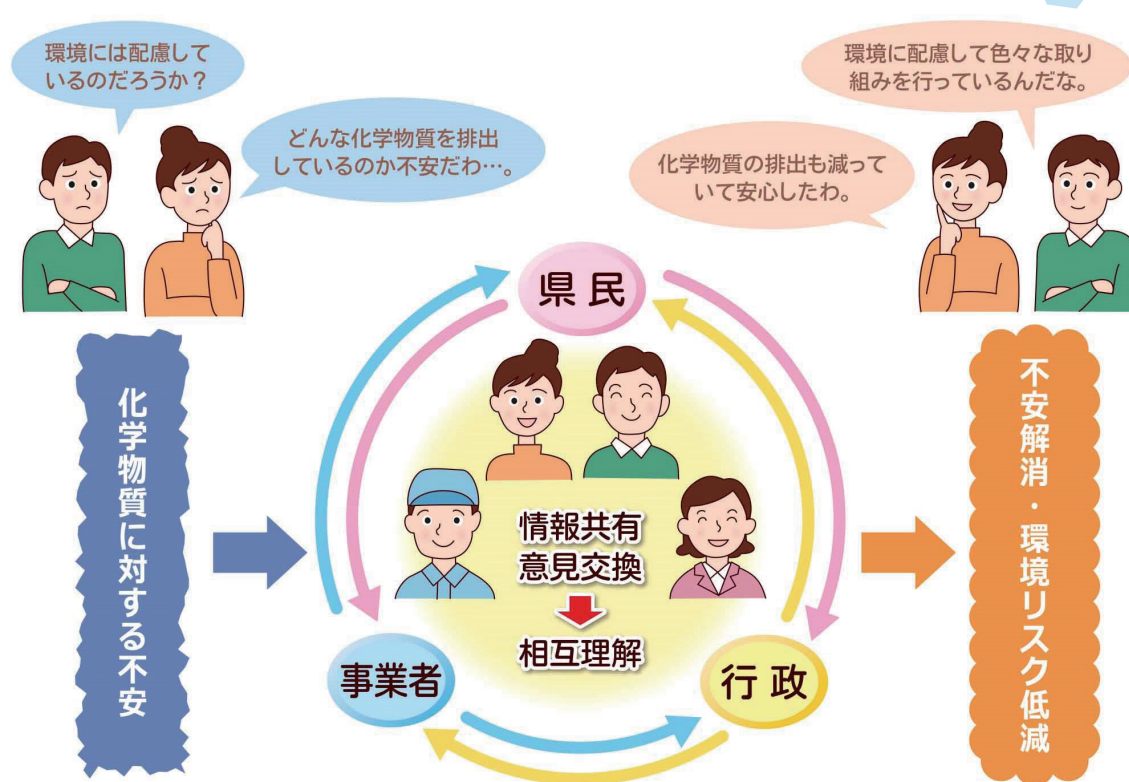 環境には配慮して
いるのだろうか？
どんな化学物質を排出
しているのか不安だわ…。
環境に配慮して色々な取り
組みを行っているんだな。
化学物質の排出も減って
いて安心したわ。
化学物質に対する不安
県民
情報共有
意見交換
相互理解
事業者
行政
不安解消・環境リスク低減